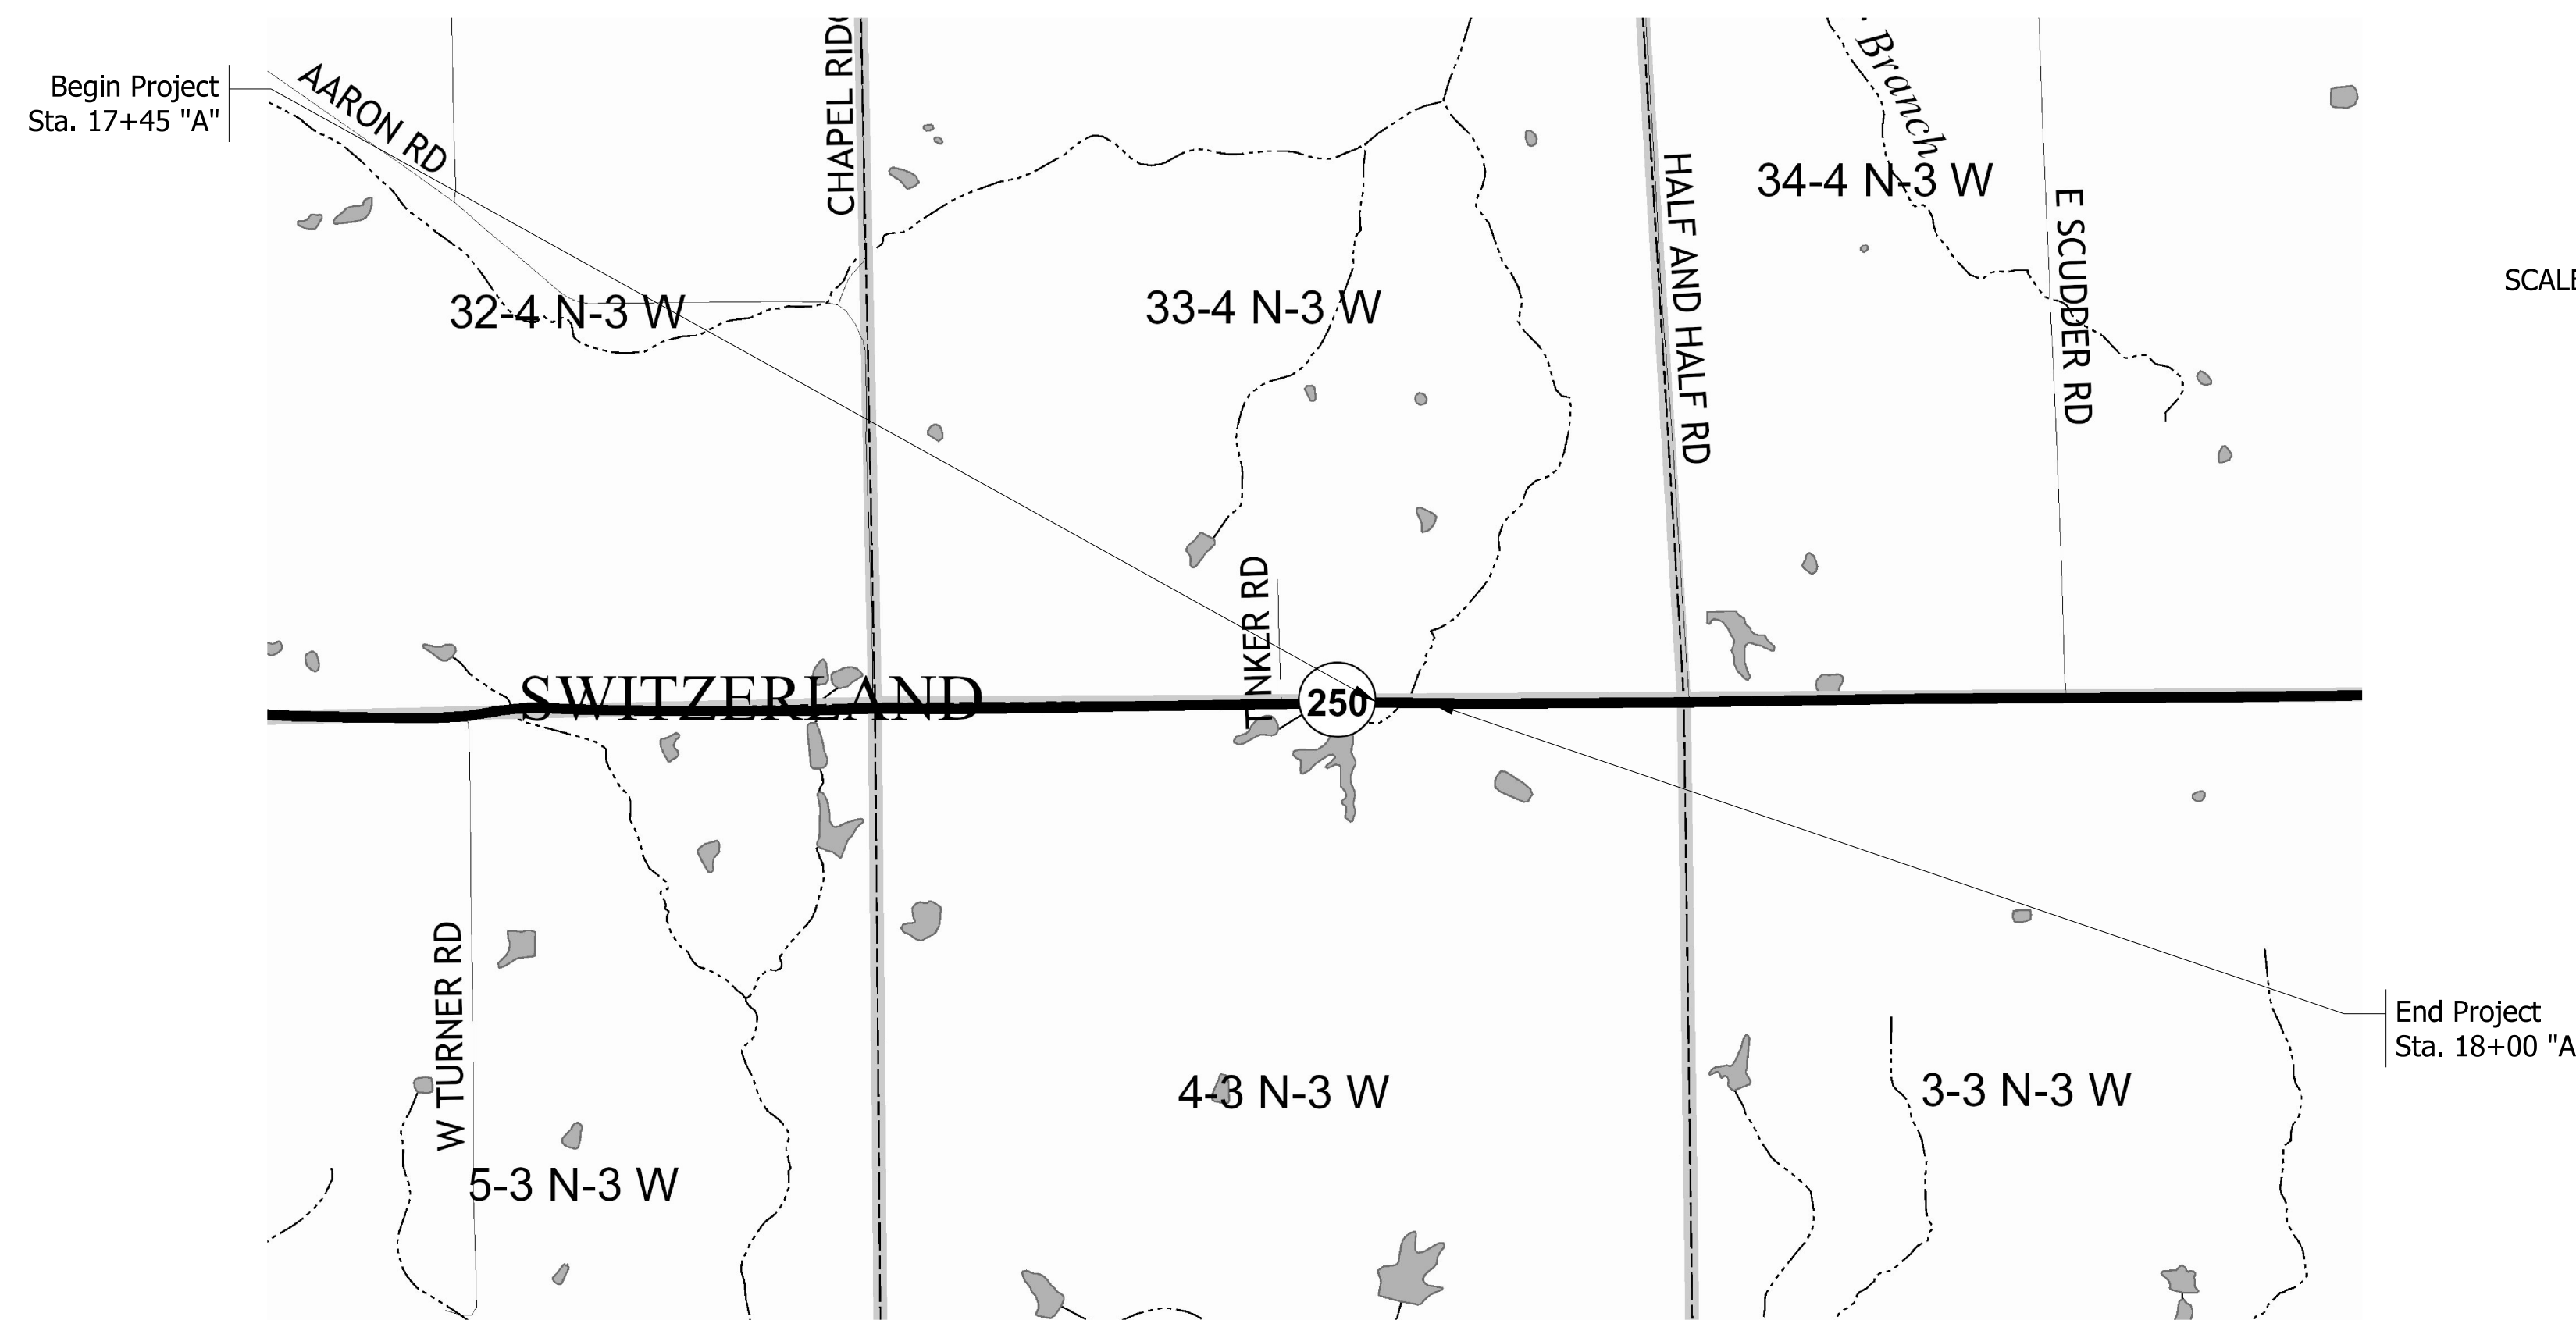 Begin Project
Sta. 17+45 "A"
AARON RD
CHAPEL
Branch
34-4 N-3 W
HALF AND HALF RD
E SCUDDER RD
32-4 N-3 W
33-4 N-3 W
TINKER RD
SWITZERLAND
250
W TURNER RD
End Project
Sta. 18+00 "A
4-3 N-3 W
3-3 N-3 W
5-3 N-3 W